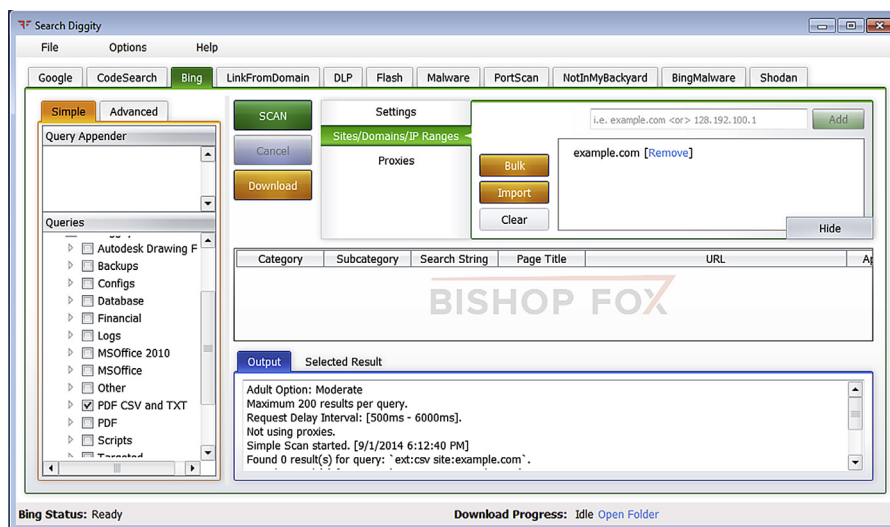 Search Diggity
File Options Help
Google CodeSearch Bing LinkFromDomain DLP Flash Malware PortScan NotInMyBackyard BingMalware Shodan
Simple Advanced
Query Appender
Queries
Autodesk Drawing F
Backups
Configs
Database
Financial
Logs
MSOffice 2010
MSOffice
Other
PDF CSV and TXT
PDF
Scripts
Targeted
SCAN
Cancel
Download
Settings
Sites/Domains/IP Ranges
Proxies
i.e. example.com <or> 128.192.100.1 Add
Bulk
Import
Clear
example.com [Remove]
Hide
Category Subcategory Search String Page Title URL Ap
BISHOP FOX
Output Selected Result
Adult Option: Moderate
Maximum 200 results per query.
Request Delay Interval: [500ms - 6000ms].
Not using proxies.
Simple Scan started. [9/1/2014 6:12:40 PM]
Found 0 result(s) for query: `ext:csv site:example.com`.
Bing Status: Ready Download Progress: Idle Open Folder